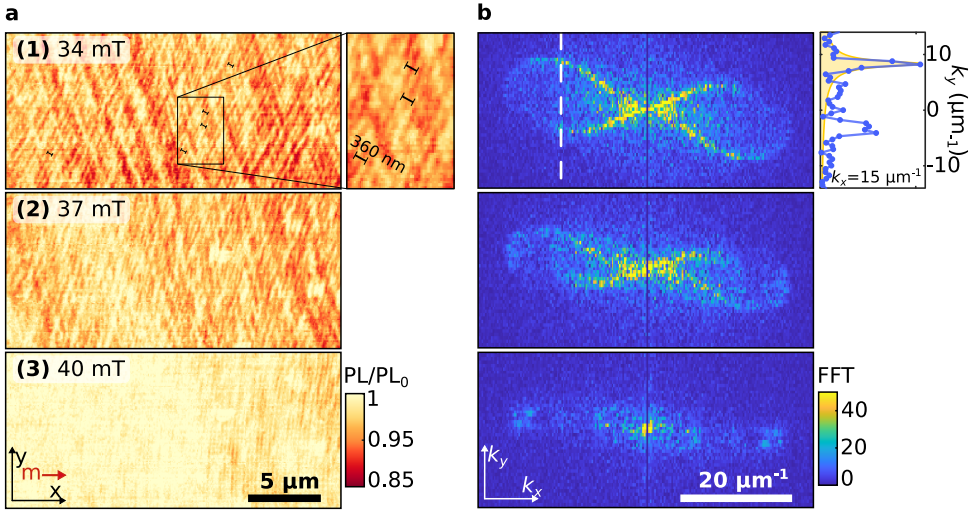 a
b
(1) 34 mT
360 nm
10
0
-10
k_y (μm⁻¹)
k_x=15 μm⁻¹
(2) 37 mT
(3) 40 mT
PL/PL₀
1
0.95
0.85
y
m
x
5 μm
k_y
k_x
20 μm⁻¹
FFT
40
20
0